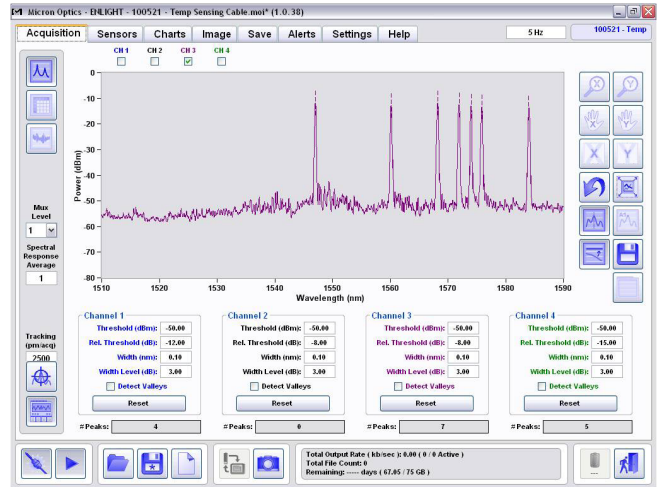 Micron Optics - ENLIGHT - 100521 - Temp Sensing Cable.moi* (1.0.38)
Acquisition Sensors Charts Image Save Alerts Settings Help 5 Hz 100521 - Temp
CH 1 CH 2 CH 3 CH 4
0
-10
-20
-30
-40
-50
-60
-70
-80
Power (dBm)
1510 1520 1530 1540 1550 1560 1570 1580 1590
Wavelength (nm)
Mux Level
1
Spectral Response Average
1
Tracking (pm/acq)
2500
X Y
X Y
X Y
Channel 1
Threshold (dBm): -50.00
Rel. Threshold (dB): -12.00
Width (nm): 0.10
Width Level (dB): 3.00
Detect Valleys
Reset
# Peaks: 4
Channel 2
Threshold (dBm): -50.00
Rel. Threshold (dB): -8.00
Width (nm): 0.10
Width Level (dB): 3.00
Detect Valleys
Reset
# Peaks: 0
Channel 3
Threshold (dBm): -50.00
Rel. Threshold (dB): -8.00
Width (nm): 0.10
Width Level (dB): 3.00
Detect Valleys
Reset
# Peaks: 7
Channel 4
Threshold (dBm): -50.00
Rel. Threshold (dB): -15.00
Width (nm): 0.10
Width Level (dB): 3.00
Detect Valleys
Reset
# Peaks: 5
Total Output Rate ( kb/sec ): 0.00 ( 0 / 0 Active )
Total File Count: 0
Remaining: ----- days ( 67.05 / 75 GB )